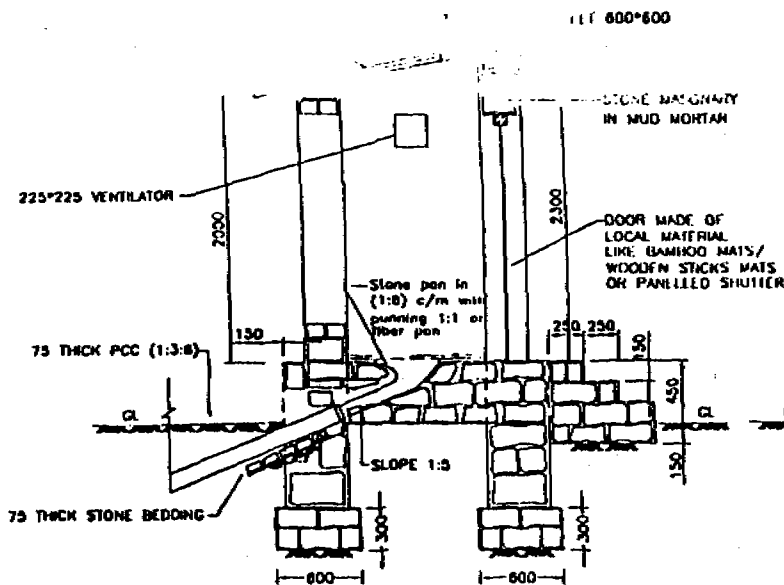 600*600
STONE MASONARY
IN MUD MORTAR
225*225 VENTILATOR
2000
2300
DOOR MADE OF
LOCAL MATERIAL
LIKE BAMBOO MATS/
WOODEN STICKS MATS
OR PANELLED SHUTTER
Stone pan in
(1:8) c/m with
punning 1:1 or
fiber pan
150
250 250
150
75 THICK PCC (1:3:6)
450
GL
GL
SLOPE 1:5
150
75 THICK STONE BEDDING
300
300
600
600